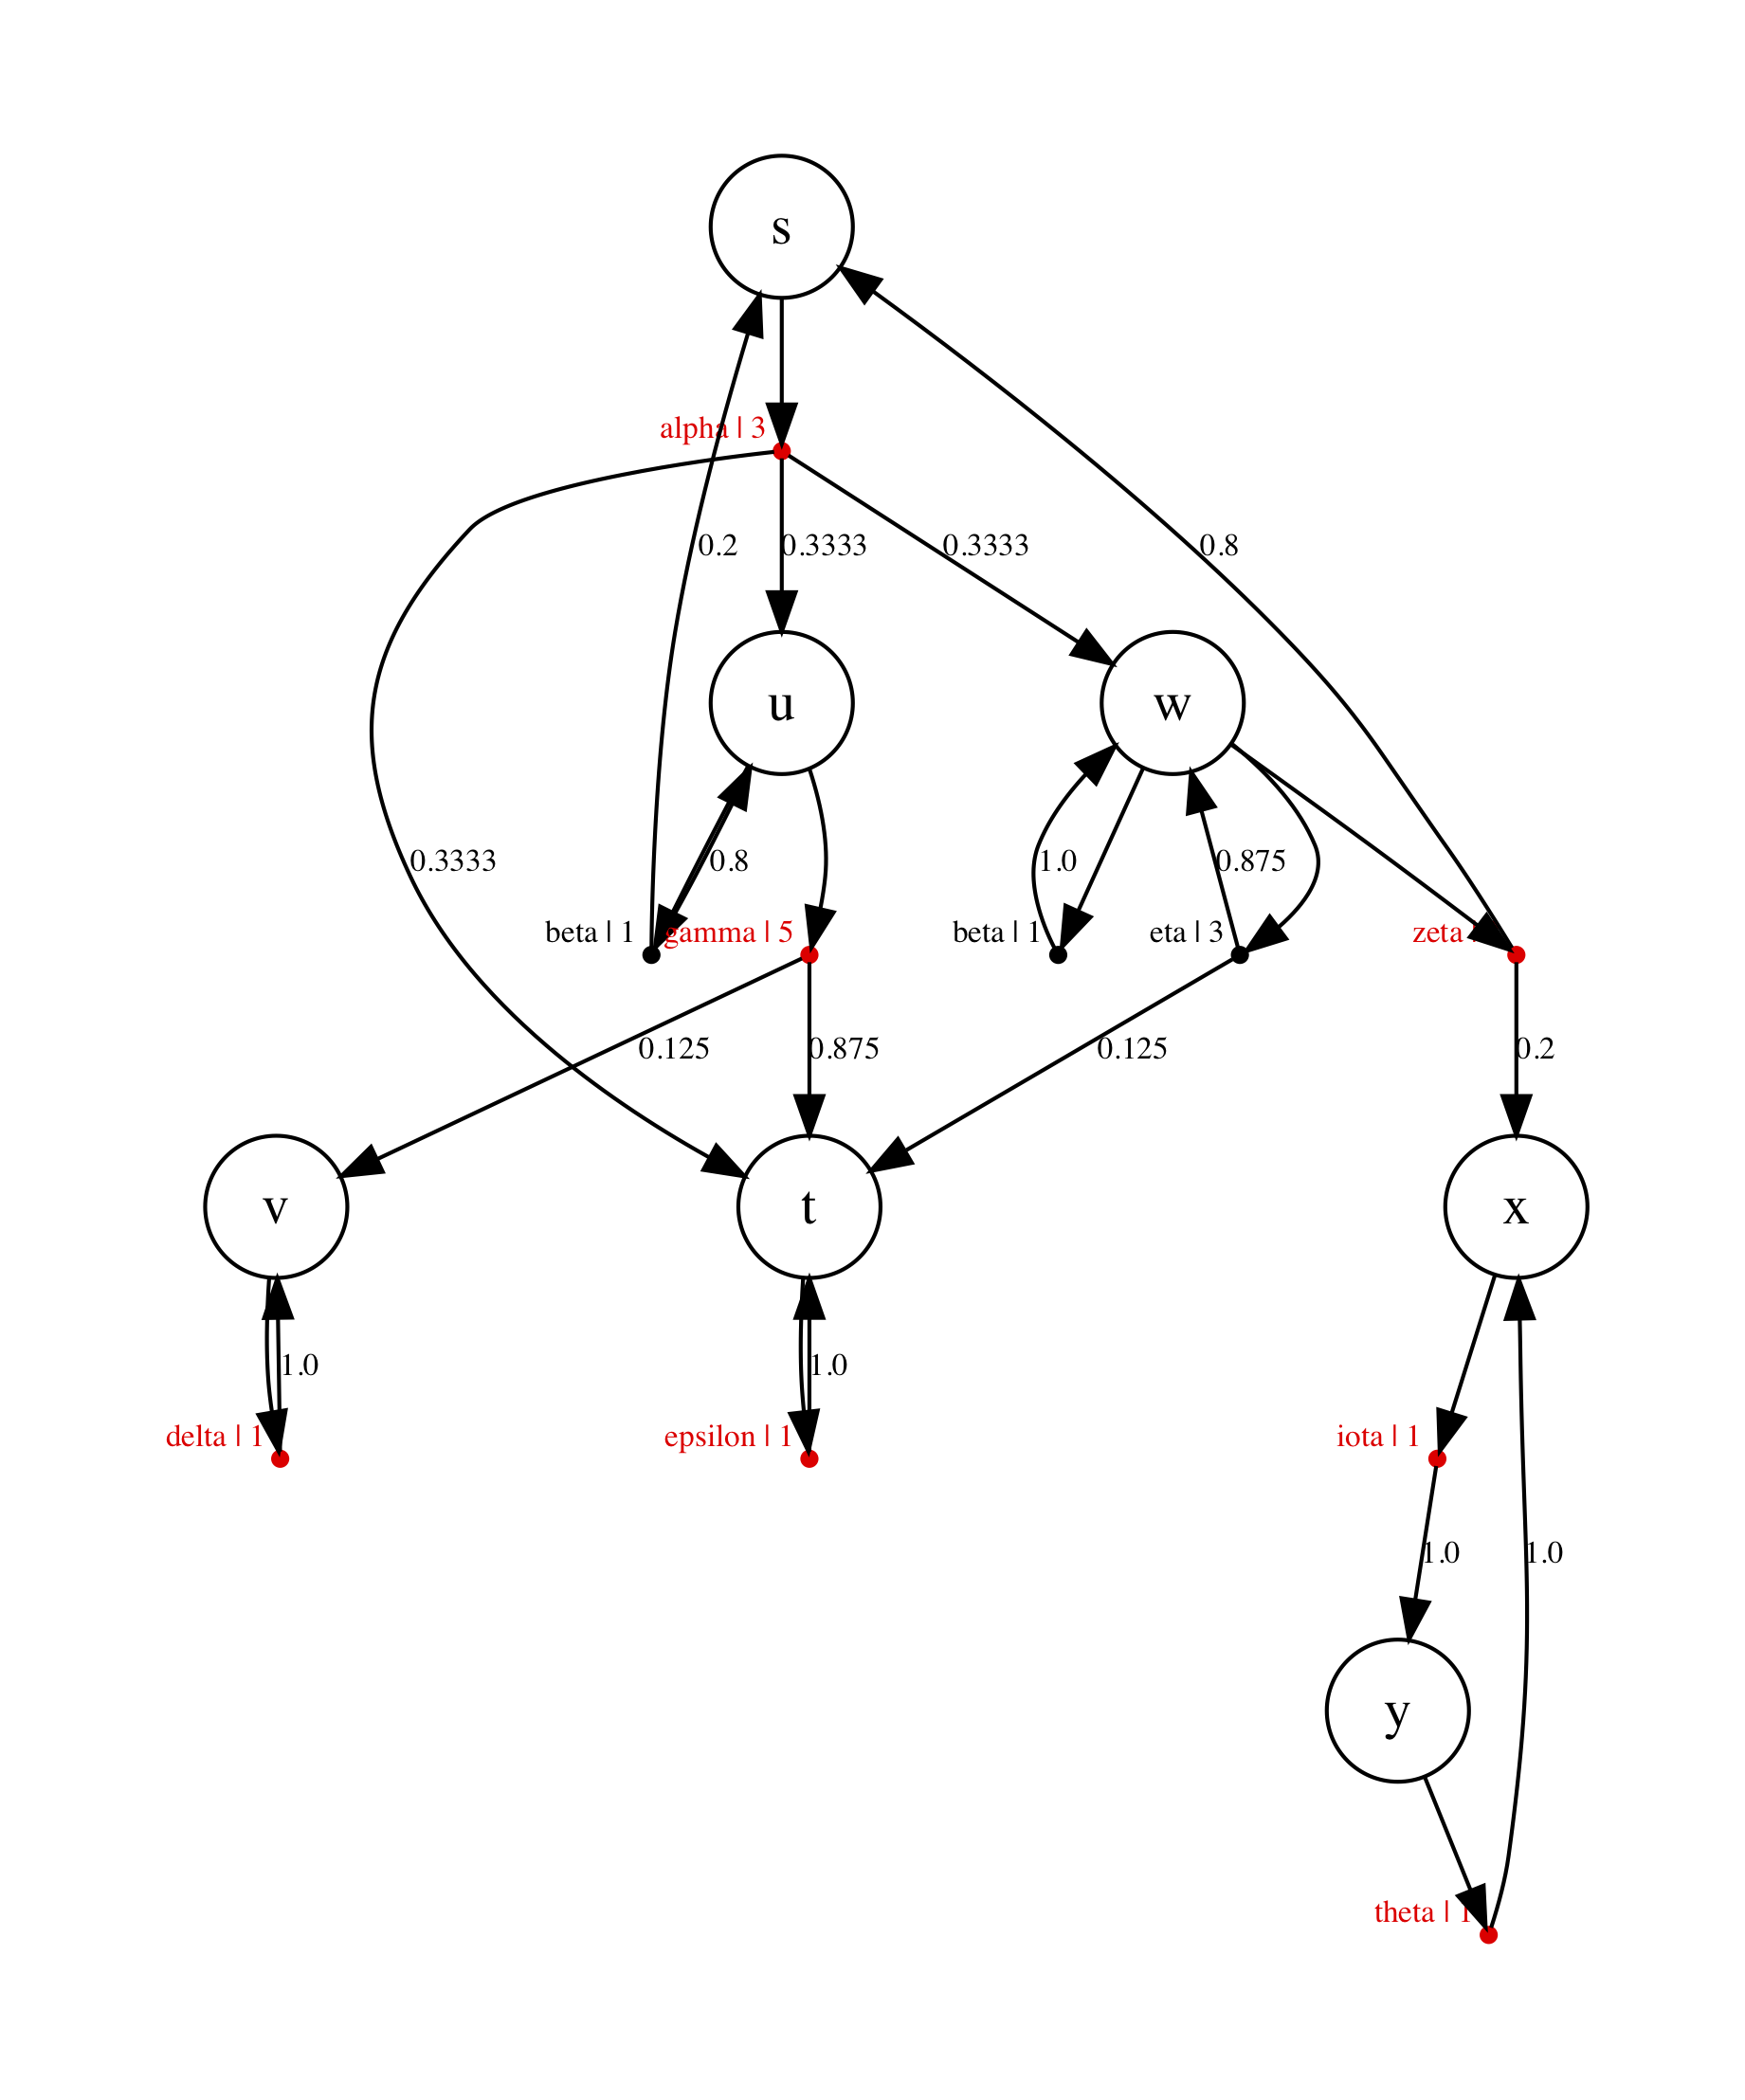 s
alpha | 3
0.2
0.3333
0.3333
0.8
u
w
0.3333
0.8
1.0
0.875
beta | 1
gamma | 5
beta | 1
eta | 3
zeta
0.125
0.875
0.125
0.2
v
t
x
1.0
1.0
delta | 1
epsilon | 1
iota | 1
1.0
1.0
y
theta | 1